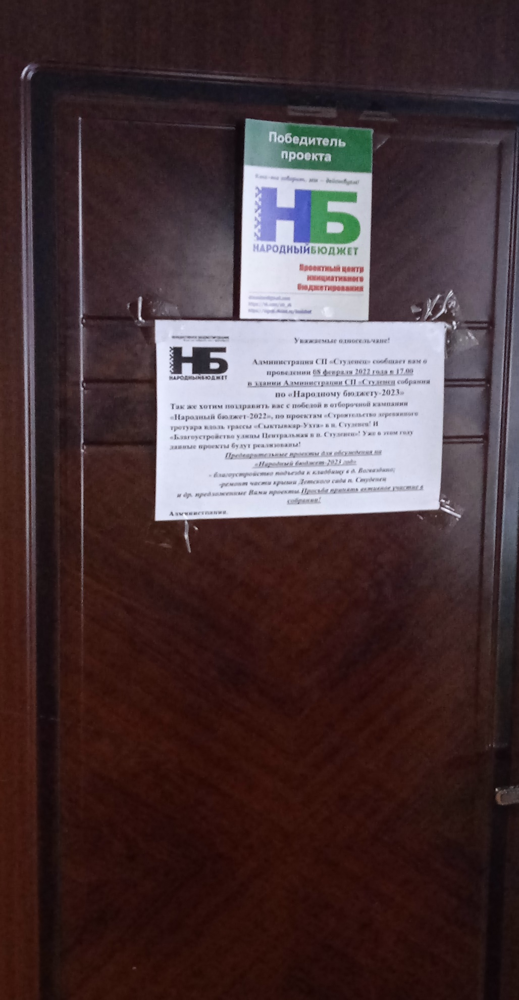 Победитель
проекта
Кто-то говорит, мы - действуем!
НБ
НАРОДНЫЙБЮДЖЕТ
Проектный центр
инициативного
бюджетирования
НБ
НАРОДНЫЙБЮДЖЕТ
Уважаемые односельчане!
Администрация СП «Студенец» сообщает вам о
проведении 08 февраля 2022 года в 17.00
в здании Администрации СП «Студенец собрания
по «Народному бюджету-2023»
Так же хотим поздравить вас с победой в отборочной кампании
«Народный бюджет-2022», по проектам «Строительство деревянного
тротуара вдоль трассы «Сыктывкар-Ухта» в п. Студенец! И
«Благоустройство улицы Центральная в п. Студенец»! Уже в этом году
данные проекты будут реализованы!
Предварительные проекты для обсуждения на
«Народный бюджет-2023 год»
- благоустройство подъезда к кладбищу в д. Вогваздино;
-ремонт части крыши Детского сада п. Студенец
и др. предложенные Вами проекты.Просьба принять активное участие в
собрании!
Администрация.